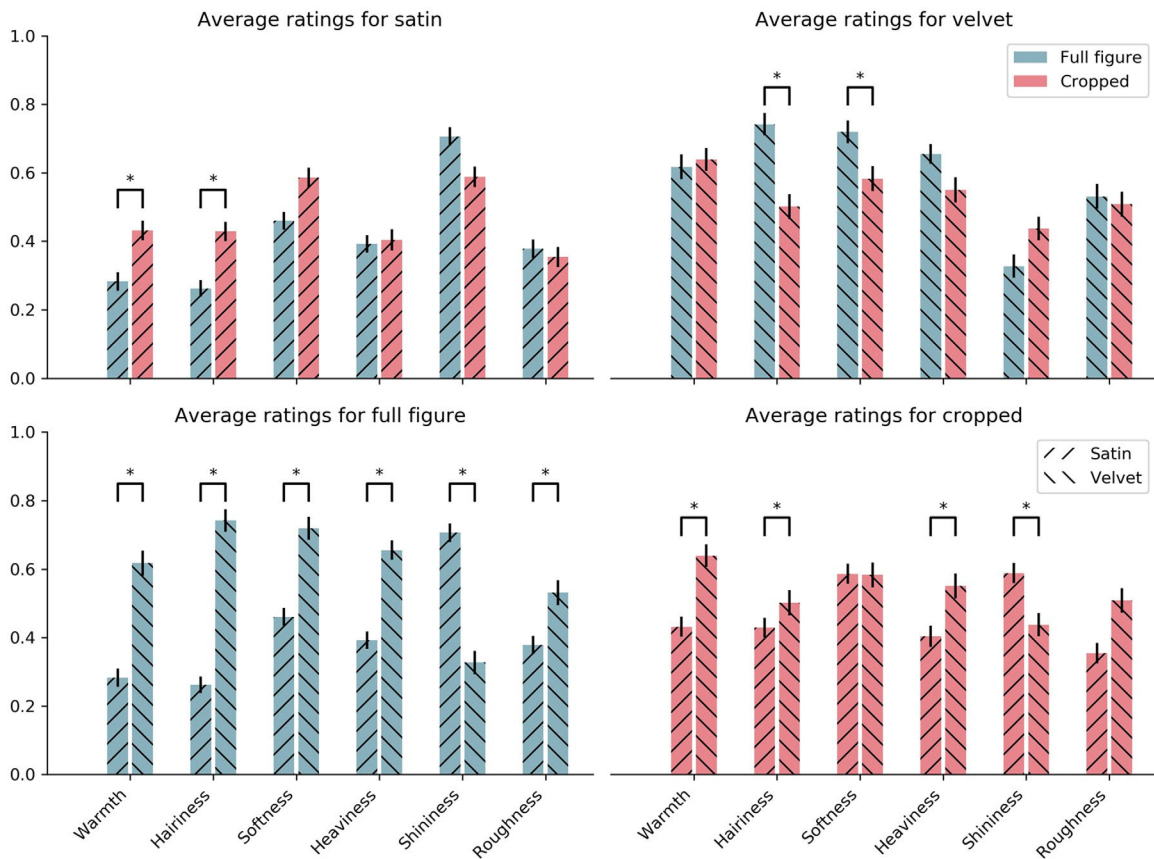 Average ratings for satin
1.0
0.8
0.6
0.4
0.2
0.0
* *
Average ratings for velvet
Full figure
Cropped
* *
Average ratings for full figure
1.0
0.8
0.6
0.4
0.2
0.0
* * * * * *
Warmth
Hairiness
Softness
Heaviness
Shininess
Roughness
Average ratings for cropped
Satin
Velvet
* * * *
Warmth
Hairiness
Softness
Heaviness
Shininess
Roughness